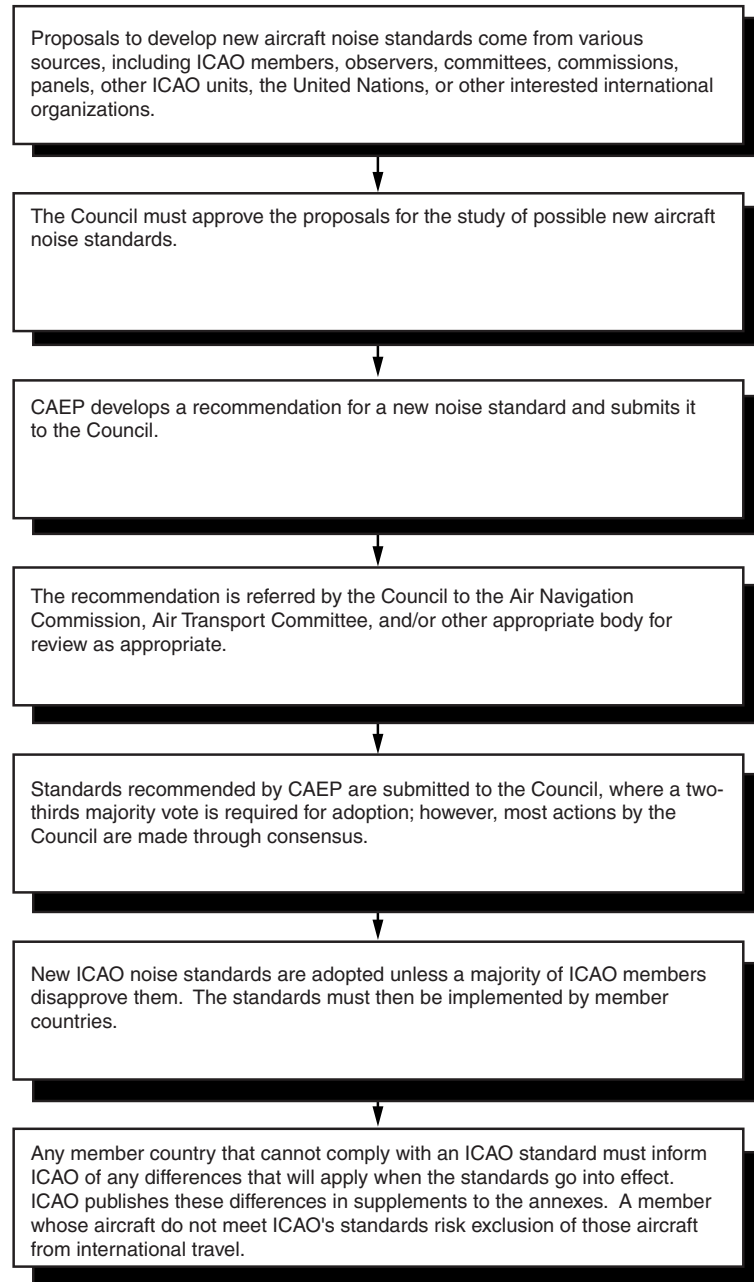 Proposals to develop new aircraft noise standards come from various
sources, including ICAO members, observers, committees, commissions,
panels, other ICAO units, the United Nations, or other interested international
organizations.
The Council must approve the proposals for the study of possible new aircraft
noise standards.
CAEP develops a recommendation for a new noise standard and submits it
to the Council.
The recommendation is referred by the Council to the Air Navigation
Commission, Air Transport Committee, and/or other appropriate body for
review as appropriate.
Standards recommended by CAEP are submitted to the Council, where a two-
thirds majority vote is required for adoption; however, most actions by the
Council are made through consensus.
New ICAO noise standards are adopted unless a majority of ICAO members
disapprove them.  The standards must then be implemented by member
countries.
Any member country that cannot comply with an ICAO standard must inform
ICAO of any differences that will apply when the standards go into effect.
ICAO publishes these differences in supplements to the annexes.  A member
whose aircraft do not meet ICAO's standards risk exclusion of those aircraft
from international travel.